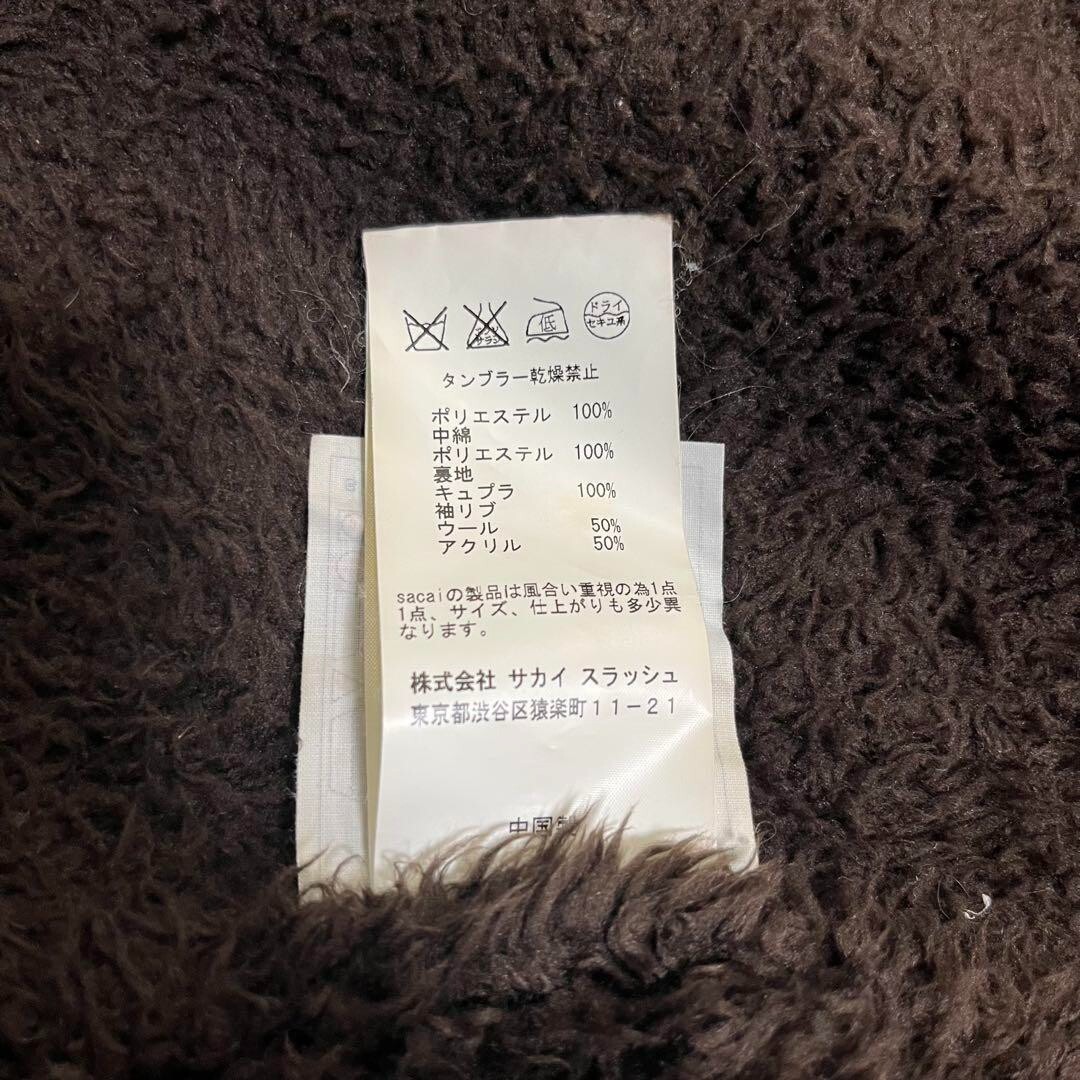 低
ドライ
セキユ系
タンブラー乾燥禁止
ポリエステル 100%
中綿
ポリエステル 100%
裏地
キュプラ 100%
袖リブ
ウール 50%
アクリル 50%
sacaiの製品は風合い重視の為1点
1点、サイズ、仕上がりも多少異
なります。
株式会社 サカイ スラッシュ
東京都渋谷区猿楽町11-21
中国製